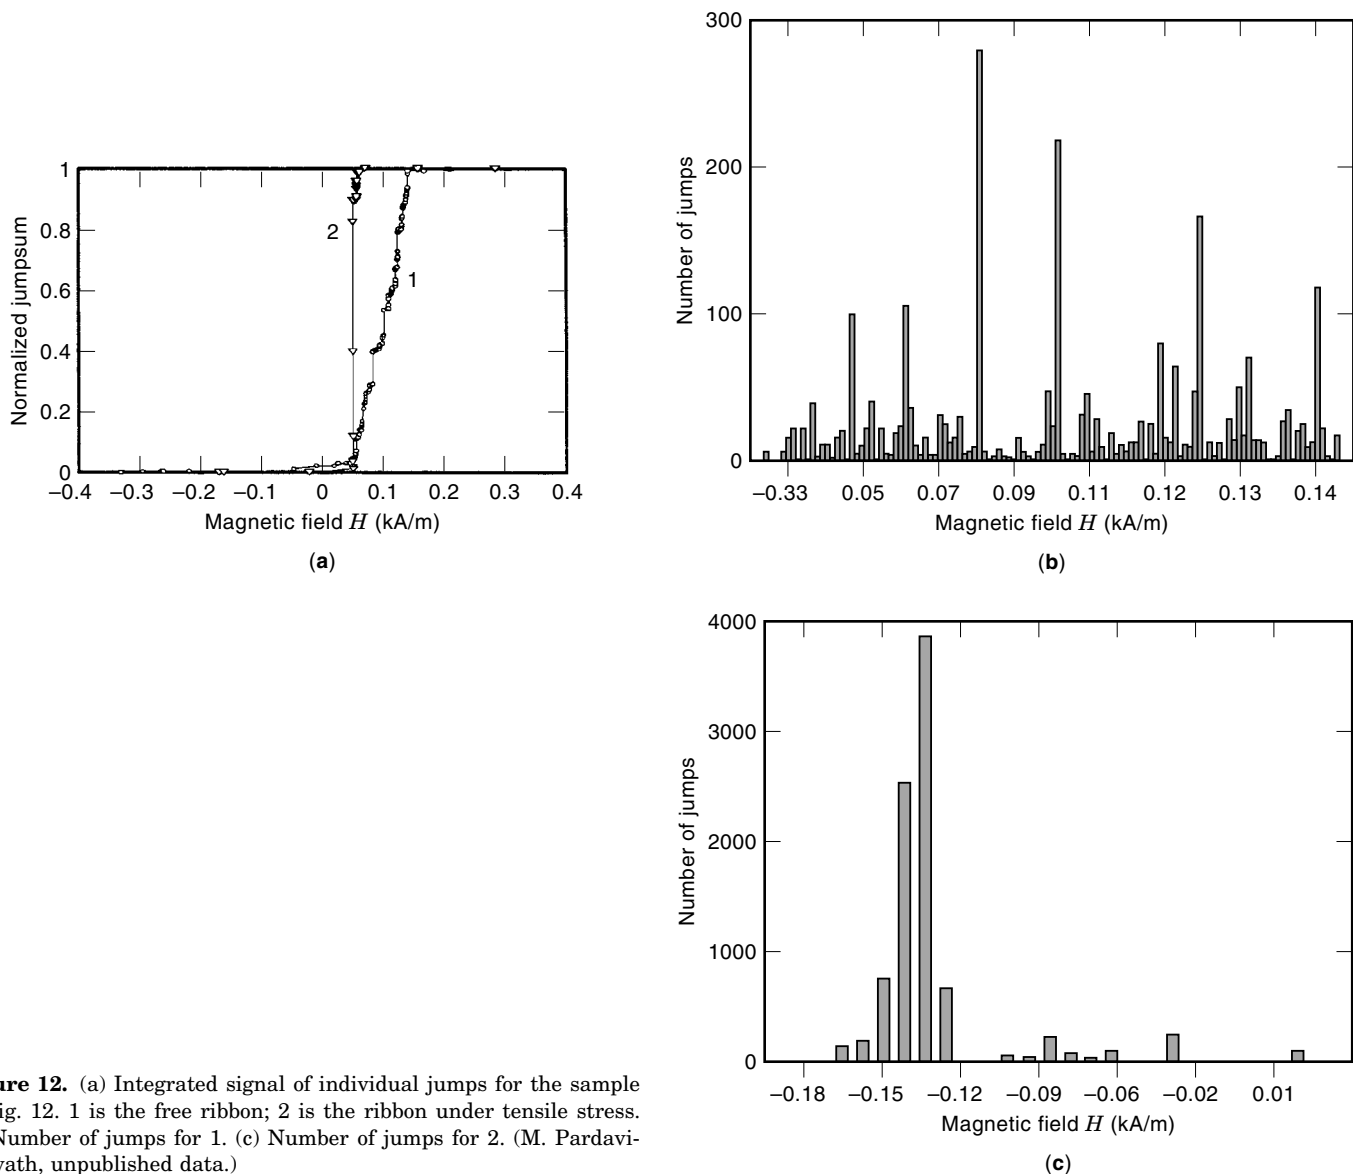 1
0.8
0.6
0.4
0.2
0
Normalized jumpsum
2
1
−0.4 −0.3 −0.2 −0.1 0 0.1 0.2 0.3 0.4
Magnetic field H (kA/m)
(a)
300
200
100
0
Number of jumps
−0.33 0.05 0.07 0.09 0.11 0.12 0.13 0.14
Magnetic field H (kA/m)
(b)
4000
3000
2000
1000
0
Number of jumps
−0.18 −0.15 −0.12 −0.09 −0.06 −0.02 0.01
Magnetic field H (kA/m)
(c)
ure 12. (a) Integrated signal of individual jumps for the sample
ig. 12. 1 is the free ribbon; 2 is the ribbon under tensile stress.
Number of jumps for 1. (c) Number of jumps for 2. (M. Pardavi-
vath, unpublished data.)